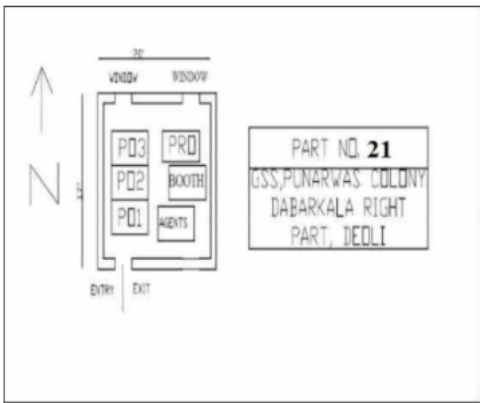 20'
WINDOW WINDOW
N
PO3 PRO
PO2 BOOTH
PO1 AGENTS
ENTRY EXIT
PART NO. 21
GSS,PUNARWAS COLONY
DABARKALA RIGHT
PART, DEOLI